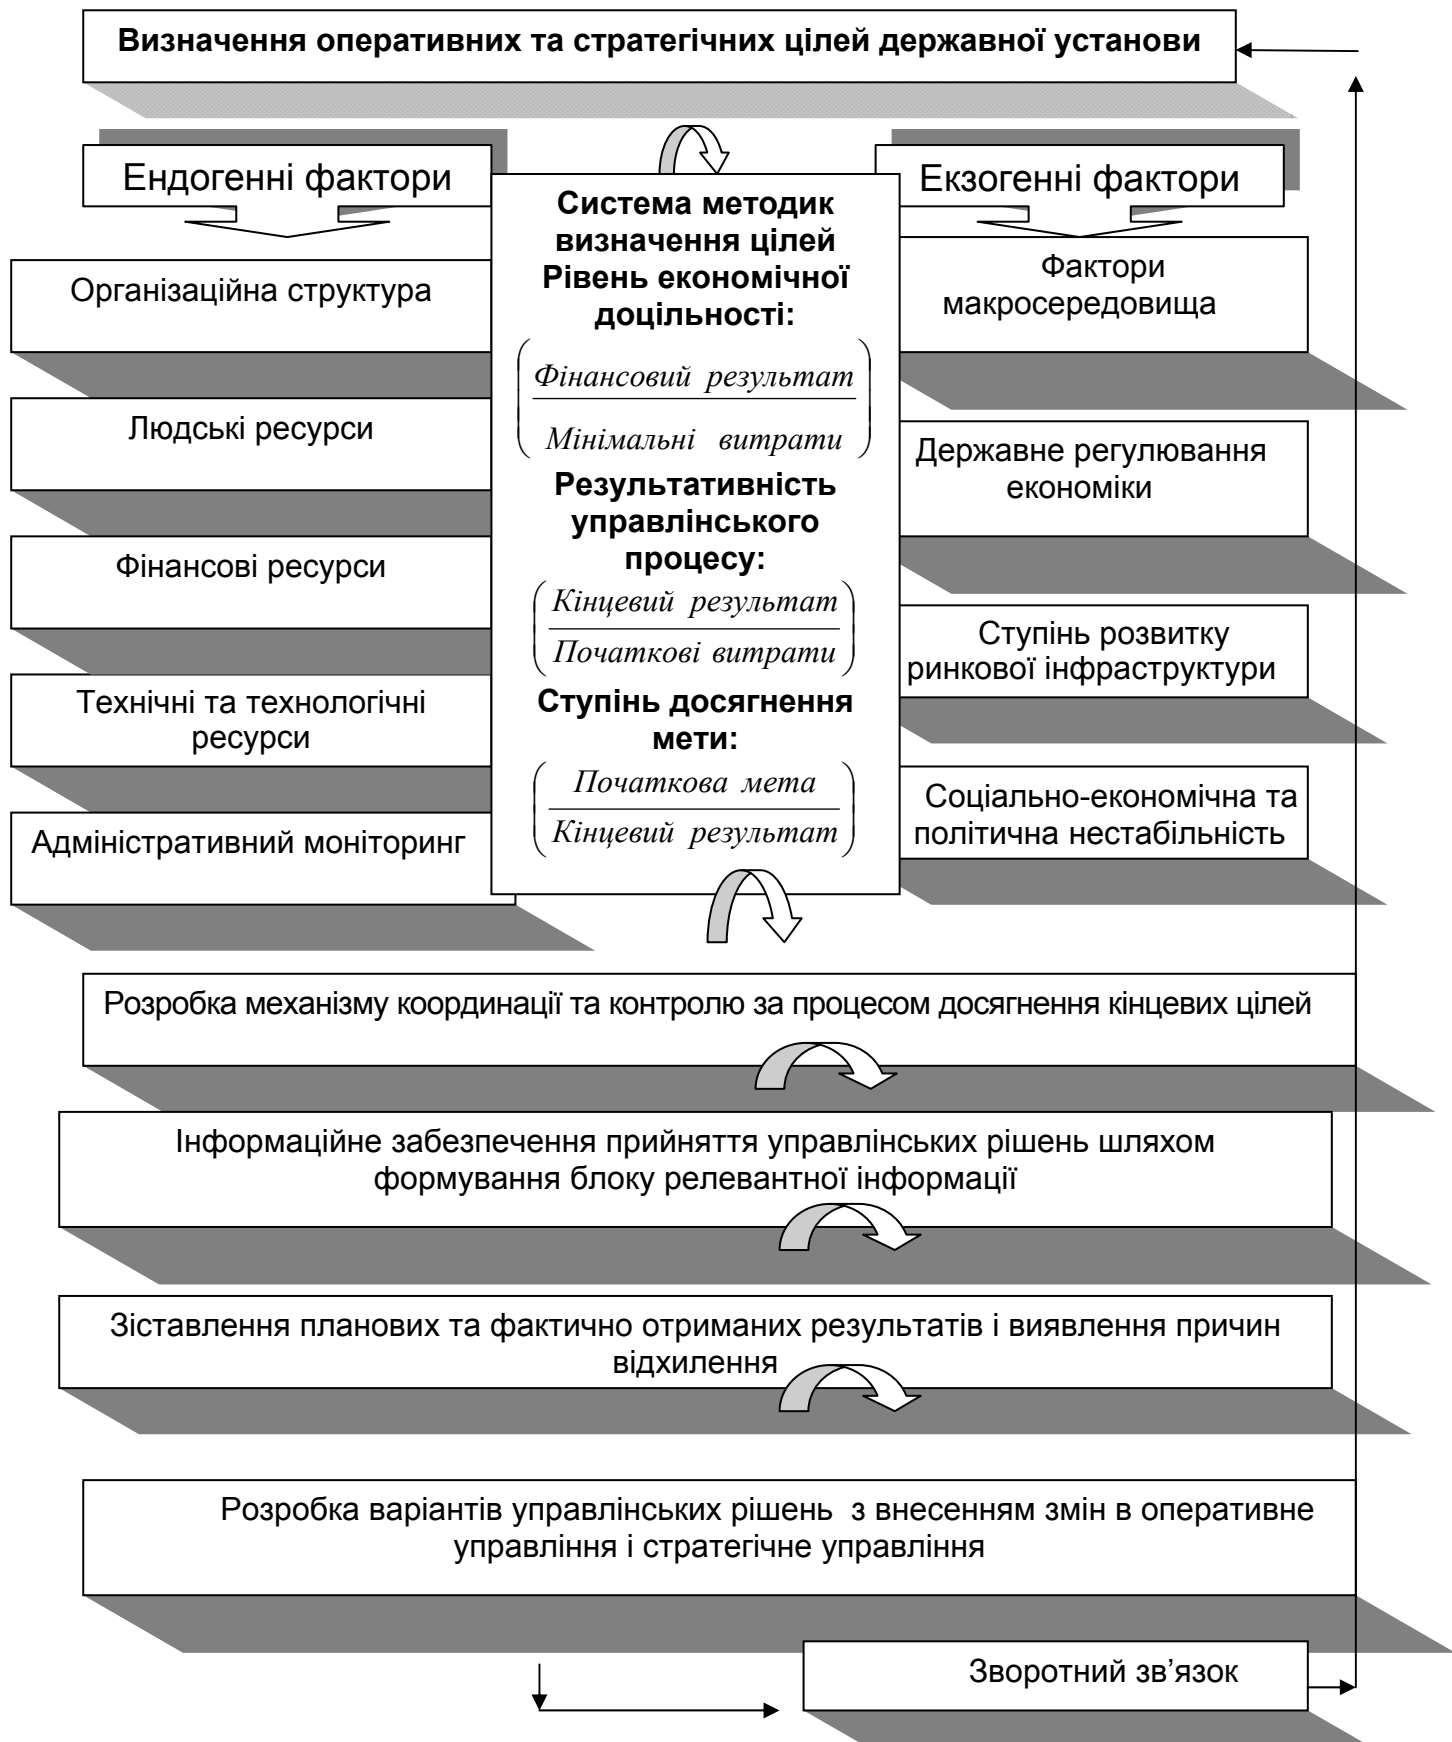 Визначення оперативних та стратегічних цілей державної установи
Ендогенні фактори
Організаційна структура
Людські ресурси
Фінансові ресурси
Технічні та технологічні
ресурси
Адміністративний моніторинг
Система методик
визначення цілей
Рівень економічної
доцільності:
Фінансовий результат
Мінімальні витрати
Результативність
управлінського
процесу:
Кінцевий результат
Початкові витрати
Ступінь досягнення
мети:
Початкова мета
Кінцевий результат
Екзогенні фактори
Фактори
макросередовища
Державне регулювання
економіки
Ступінь розвитку
ринкової інфраструктури
Соціально-економічна та
політична нестабільність
Розробка механізму координації та контролю за процесом досягнення кінцевих цілей
Інформаційне забезпечення прийняття управлінських рішень шляхом
формування блоку релевантної інформації
Зіставлення планових та фактично отриманих результатів і виявлення причин
відхилення
Розробка варіантів управлінських рішень з внесенням змін в оперативне
управління і стратегічне управління
Зворотний зв’язок